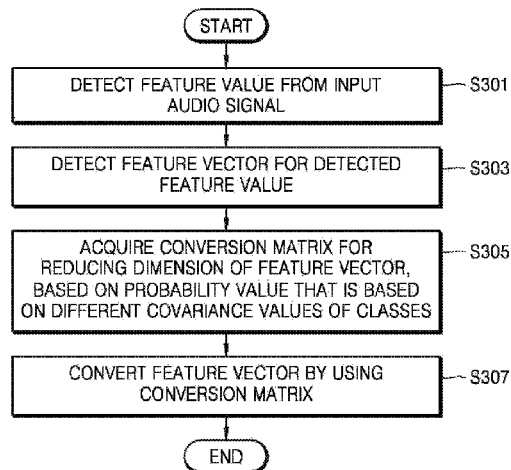 START
DETECT FEATURE VALUE FROM INPUT
AUDIO SIGNAL
S301
DETECT FEATURE VECTOR FOR DETECTED
FEATURE VALUE
S303
ACQUIRE CONVERSION MATRIX FOR
REDUCING DIMENSION OF FEATURE VECTOR,
BASED ON PROBABILITY VALUE THAT IS BASED
ON DIFFERENT COVARIANCE VALUES OF CLASSES
S305
CONVERT FEATURE VECTOR BY USING
CONVERSION MATRIX
S307
END